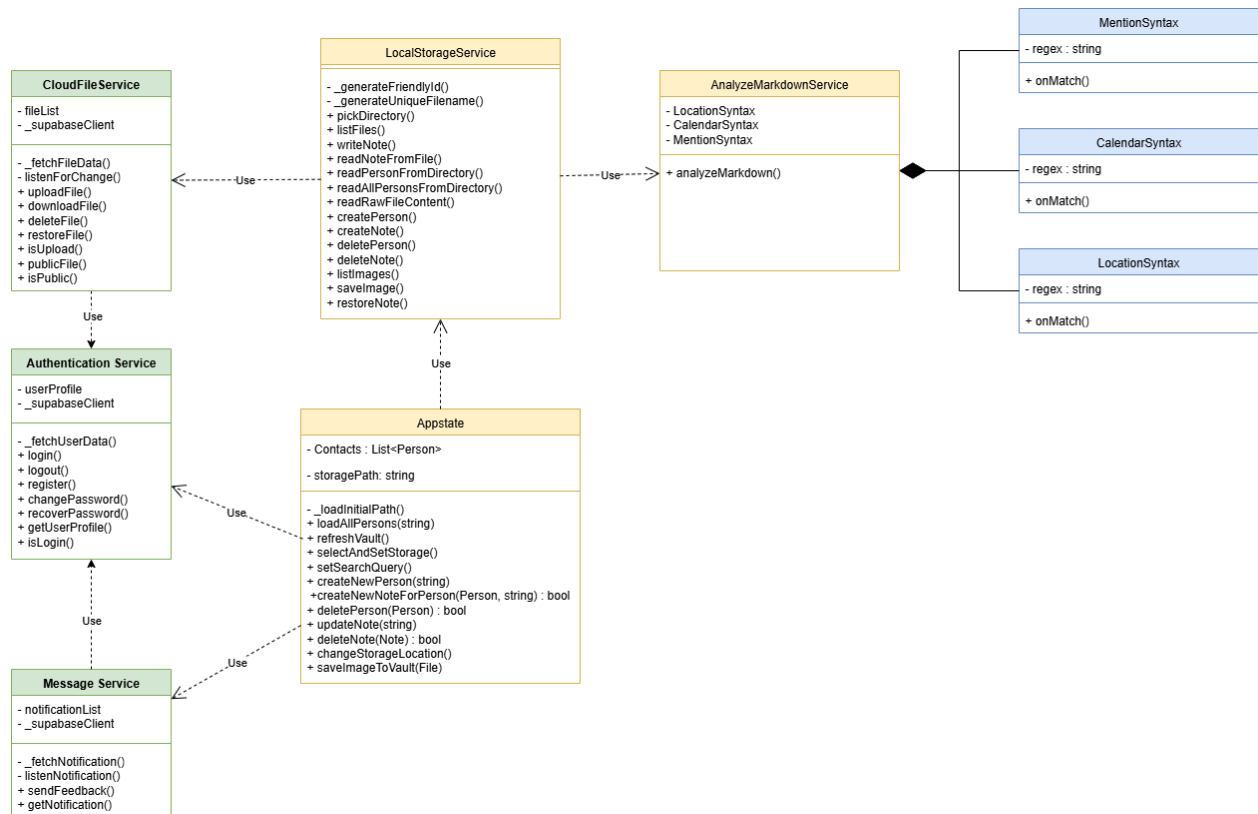 CloudFileService
- fileList
- _supabaseClient
- _fetchFileData()
- listenForChange()
+ uploadFile()
+ downloadFile()
+ deleteFile()
+ restoreFile()
+ isUpload()
+ publicFile()
+ isPublic()
Use
Authentication Service
- userProfile
- _supabaseClient
- _fetchUserData()
+ login()
+ logout()
+ register()
+ changePassword()
+ recoverPassword()
+ getUserProfile()
+ isLogin()
Use
Message Service
- notificationList
- _supabaseClient
- _fetchNotification()
- listenNotification()
+ sendFeedback()
+ getNotification()
Use
LocalStorageService
- _generateFriendlyId()
- _generateUniqueFilename()
+ pickDirectory()
+ listFiles()
+ writeNote()
+ readNoteFromFile()
+ readPersonFromDirectory()
+ readAllPersonsFromDirectory()
+ readRawFileContent()
+ createPerson()
+ createNote()
+ deletePerson()
+ deleteNote()
+ listImages()
+ saveImage()
+ restoreNote()
Use
Use
Use
Appstate
- Contacts : List<Person>
- storagePath: string
- _loadInitialPath()
+ loadAllPersons(string)
+ refreshVault()
+ selectAndSetStorage()
+ setSearchQuery()
+ createNewPerson(string)
+createNewNoteForPerson(Person, string) : bool
+ deletePerson(Person) : bool
+ updateNote(string)
+ deleteNote(Note) : bool
+ changeStorageLocation()
+ saveImageToVault(File)
Use
Use
AnalyzeMarkdownService
- LocationSyntax
- CalendarSyntax
- MentionSyntax
+ analyzeMarkdown()
MentionSyntax
- regex : string
+ onMatch()
CalendarSyntax
- regex : string
+ onMatch()
LocationSyntax
- regex : string
+ onMatch()